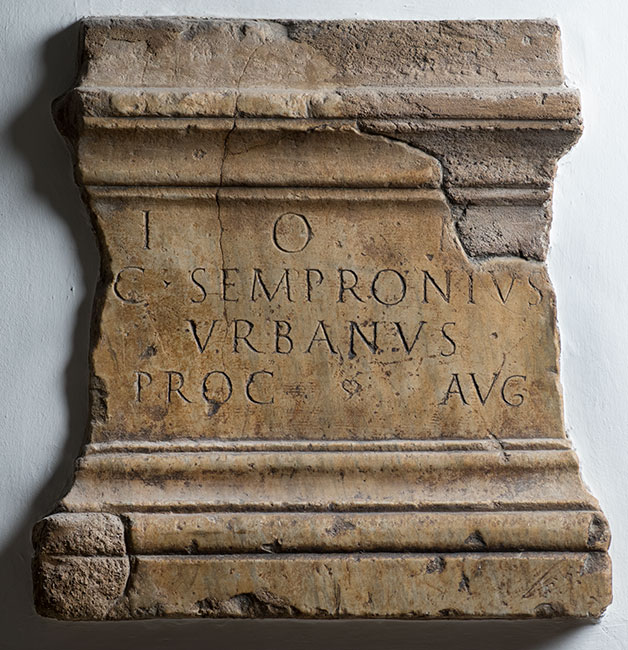 I O
C · SEMPRONIVS
VRBANVS
PROC ❦ AVG